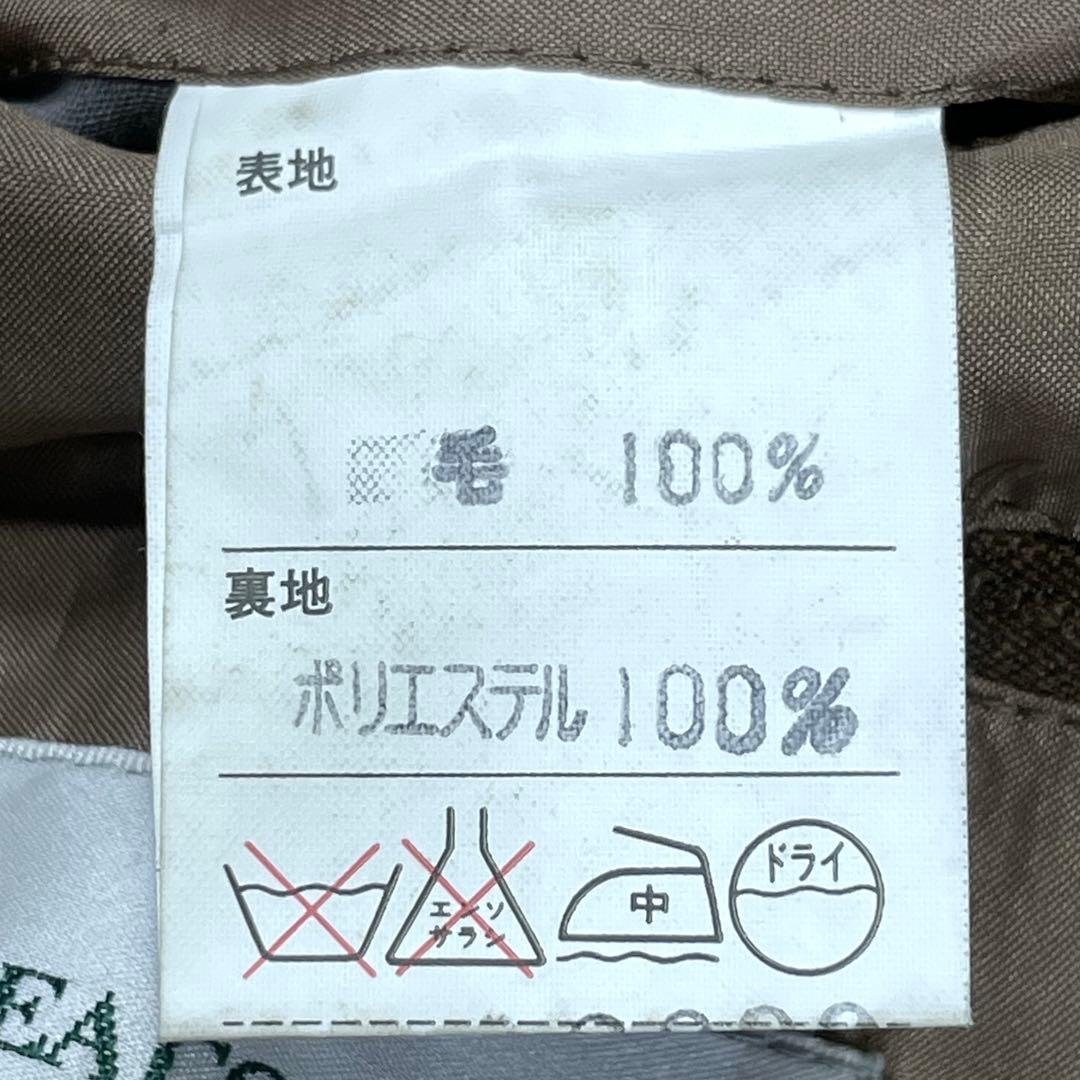 表地
毛 100%
裏地
ポリエステル 100%
エンソ
サラシ
中
ドライ